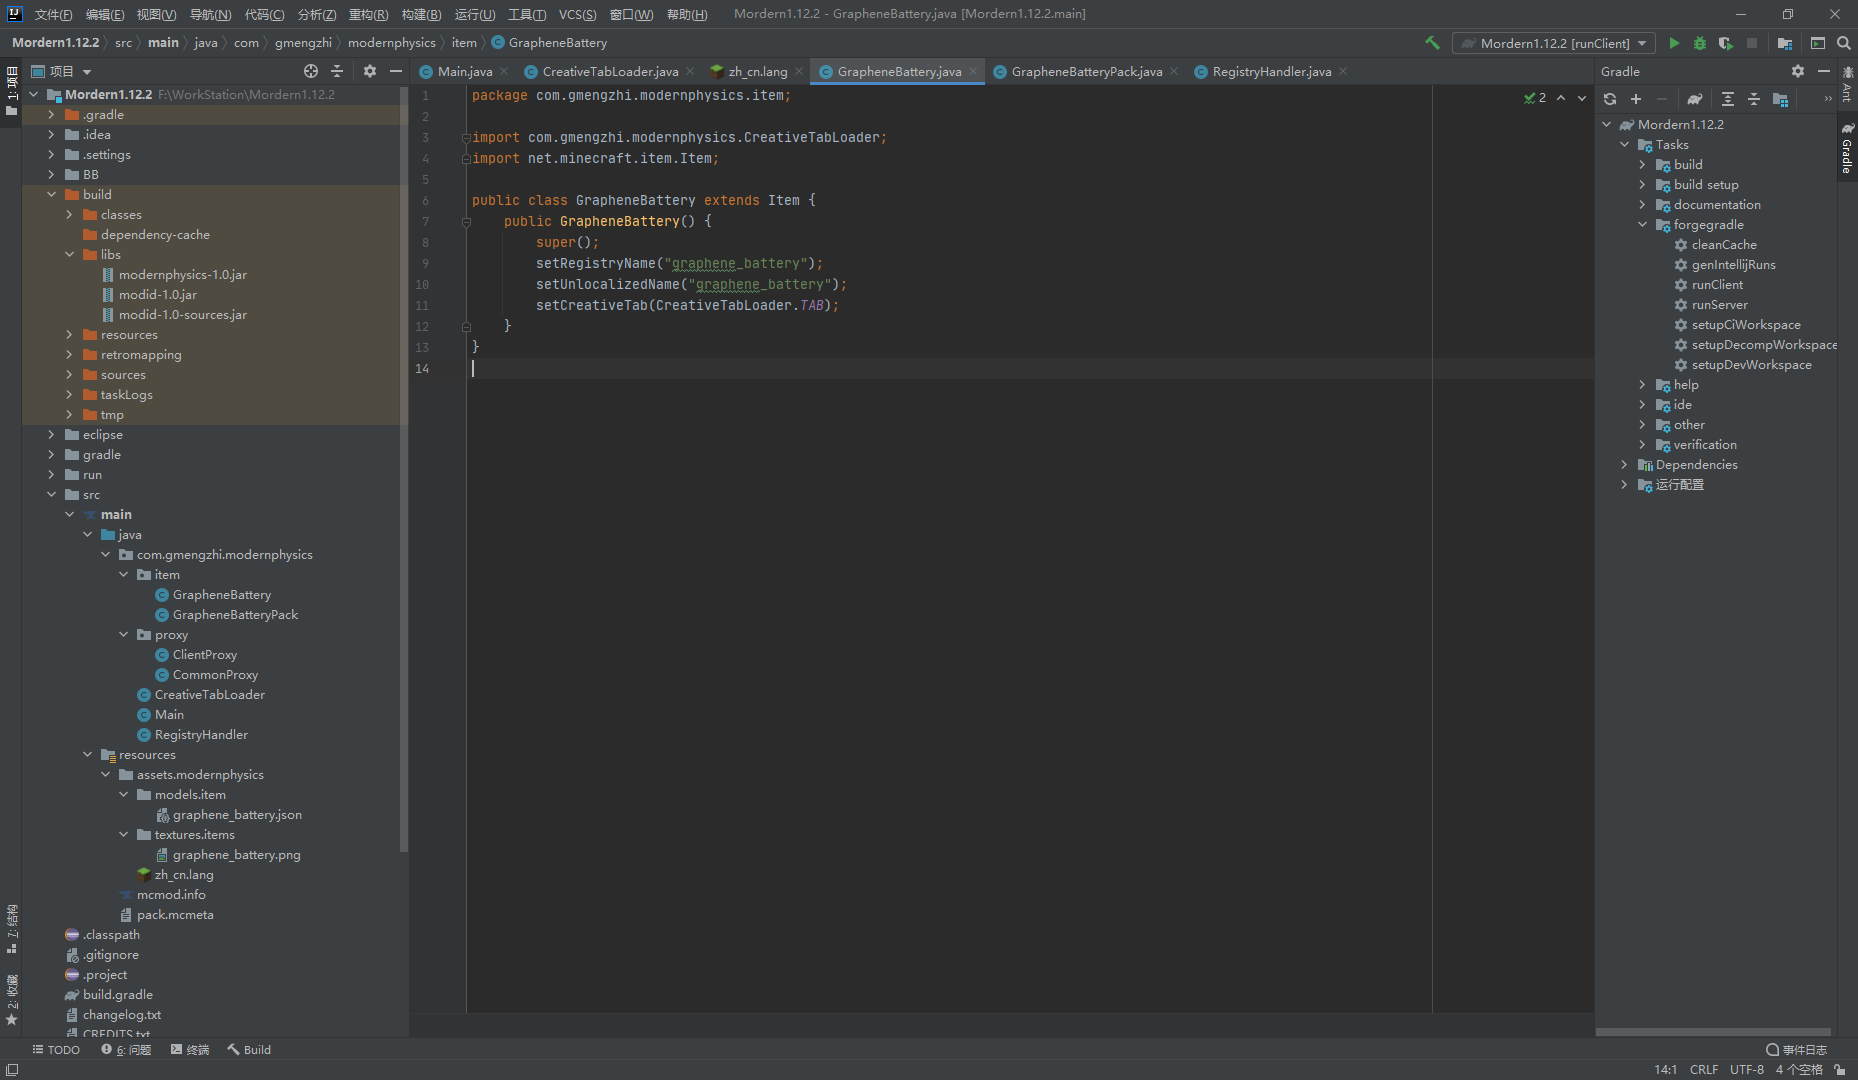 文件(F) 编辑(E) 视图(V) 导航(N) 代码(C) 分析(Z) 重构(R) 构建(B) 运行(U) 工具(T) VCS(S) 窗口(W) 帮助(H) Mordern1.12.2 - GrapheneBattery.java [Mordern1.12.2.main]
Mordern1.12.2 src main java com gmengzhi modernphysics item GrapheneBattery
Mordern1.12.2 [runClient]
1: 项目
项目
Mordern1.12.2 F:\WorkStation\Mordern1.12.2
.gradle
.idea
.settings
BB
build
classes
dependency-cache
libs
modernphysics-1.0.jar
modid-1.0.jar
modid-1.0-sources.jar
resources
retromapping
sources
taskLogs
tmp
eclipse
gradle
run
src
main
java
com.gmengzhi.modernphysics
item
GrapheneBattery
GrapheneBatteryPack
proxy
ClientProxy
CommonProxy
CreativeTabLoader
Main
RegistryHandler
resources
assets.modernphysics
models.item
graphene_battery.json
textures.items
graphene_battery.png
zh_cn.lang
mcmod.info
pack.mcmeta
.classpath
.gitignore
.project
build.gradle
changelog.txt
CREDITS.txt
7: 结构
2: 收藏
Main.java CreativeTabLoader.java zh_cn.lang GrapheneBattery.java GrapheneBatteryPack.java RegistryHandler.java
2
1 package com.gmengzhi.modernphysics.item;
2
3 import com.gmengzhi.modernphysics.CreativeTabLoader;
4 import net.minecraft.item.Item;
5
6 public class GrapheneBattery extends Item {
7 public GrapheneBattery() {
8 super();
9 setRegistryName("graphene_battery");
10 setUnlocalizedName("graphene_battery");
11 setCreativeTab(CreativeTabLoader.TAB);
12 }
13 }
14
Gradle
Mordern1.12.2
Tasks
build
build setup
documentation
forgegradle
cleanCache
genIntellijRuns
runClient
runServer
setupCiWorkspace
setupDecompWorkspace
setupDevWorkspace
help
ide
other
verification
Dependencies
运行配置
Ant
Gradle
TODO 6: 问题 终端 Build 事件日志
14:1 CRLF UTF-8 4 个空格